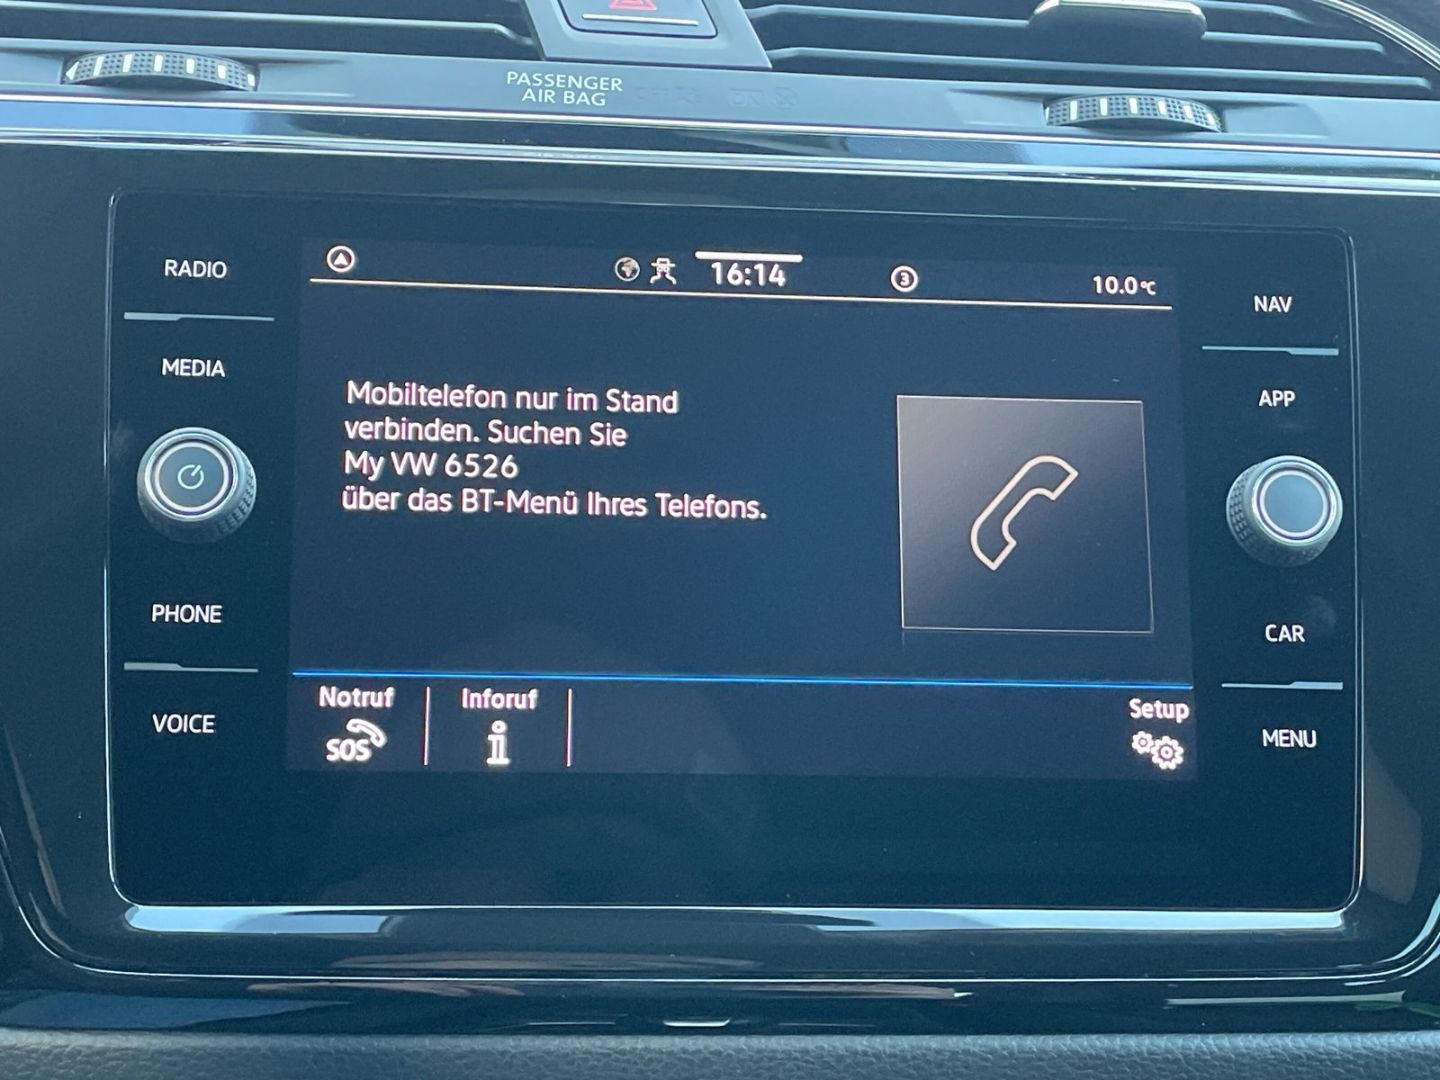 PASSENGER
AIR BAG
RADIO
MEDIA
PHONE
VOICE
16:14
3
10.0°C
Mobiltelefon nur im Stand
verbinden. Suchen Sie
My VW 6526
über das BT-Menü Ihres Telefons.
Notruf
SOS
Inforuf
i
Setup
NAV
APP
CAR
MENU